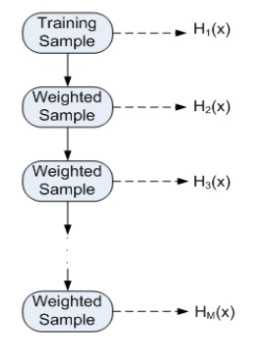 Training
Sample
H₁(x)
Weighted
Sample
H₂(x)
Weighted
Sample
H₃(x)
Weighted
Sample
Hₘ(x)